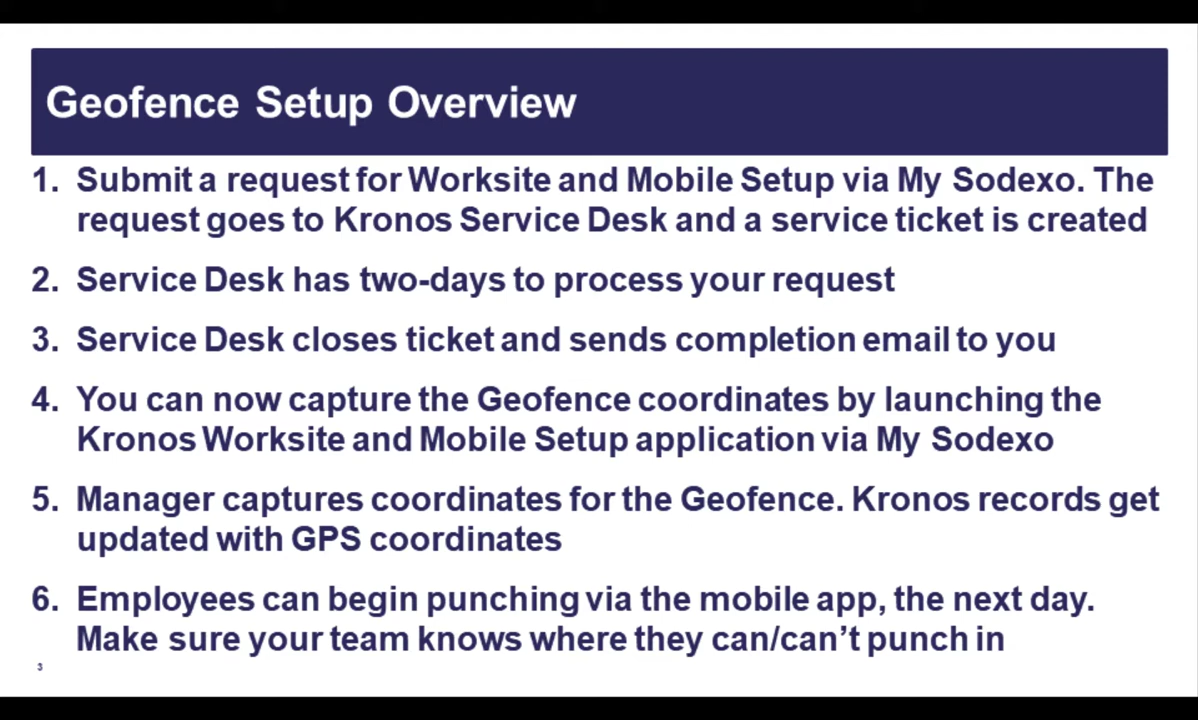 Geofence Setup Overview
1. Submit a request for Worksite and Mobile Setup via My Sodexo. The
request goes to Kronos Service Desk and a service ticket is created
2. Service Desk has two-days to process your request
3. Service Desk closes ticket and sends completion email to you
4. You can now capture the Geofence coordinates by launching the
Kronos Worksite and Mobile Setup application via My Sodexo
5. Manager captures coordinates for the Geofence. Kronos records get
updated with GPS coordinates
6. Employees can begin punching via the mobile app, the next day.
Make sure your team knows where they can/can’t punch in
3